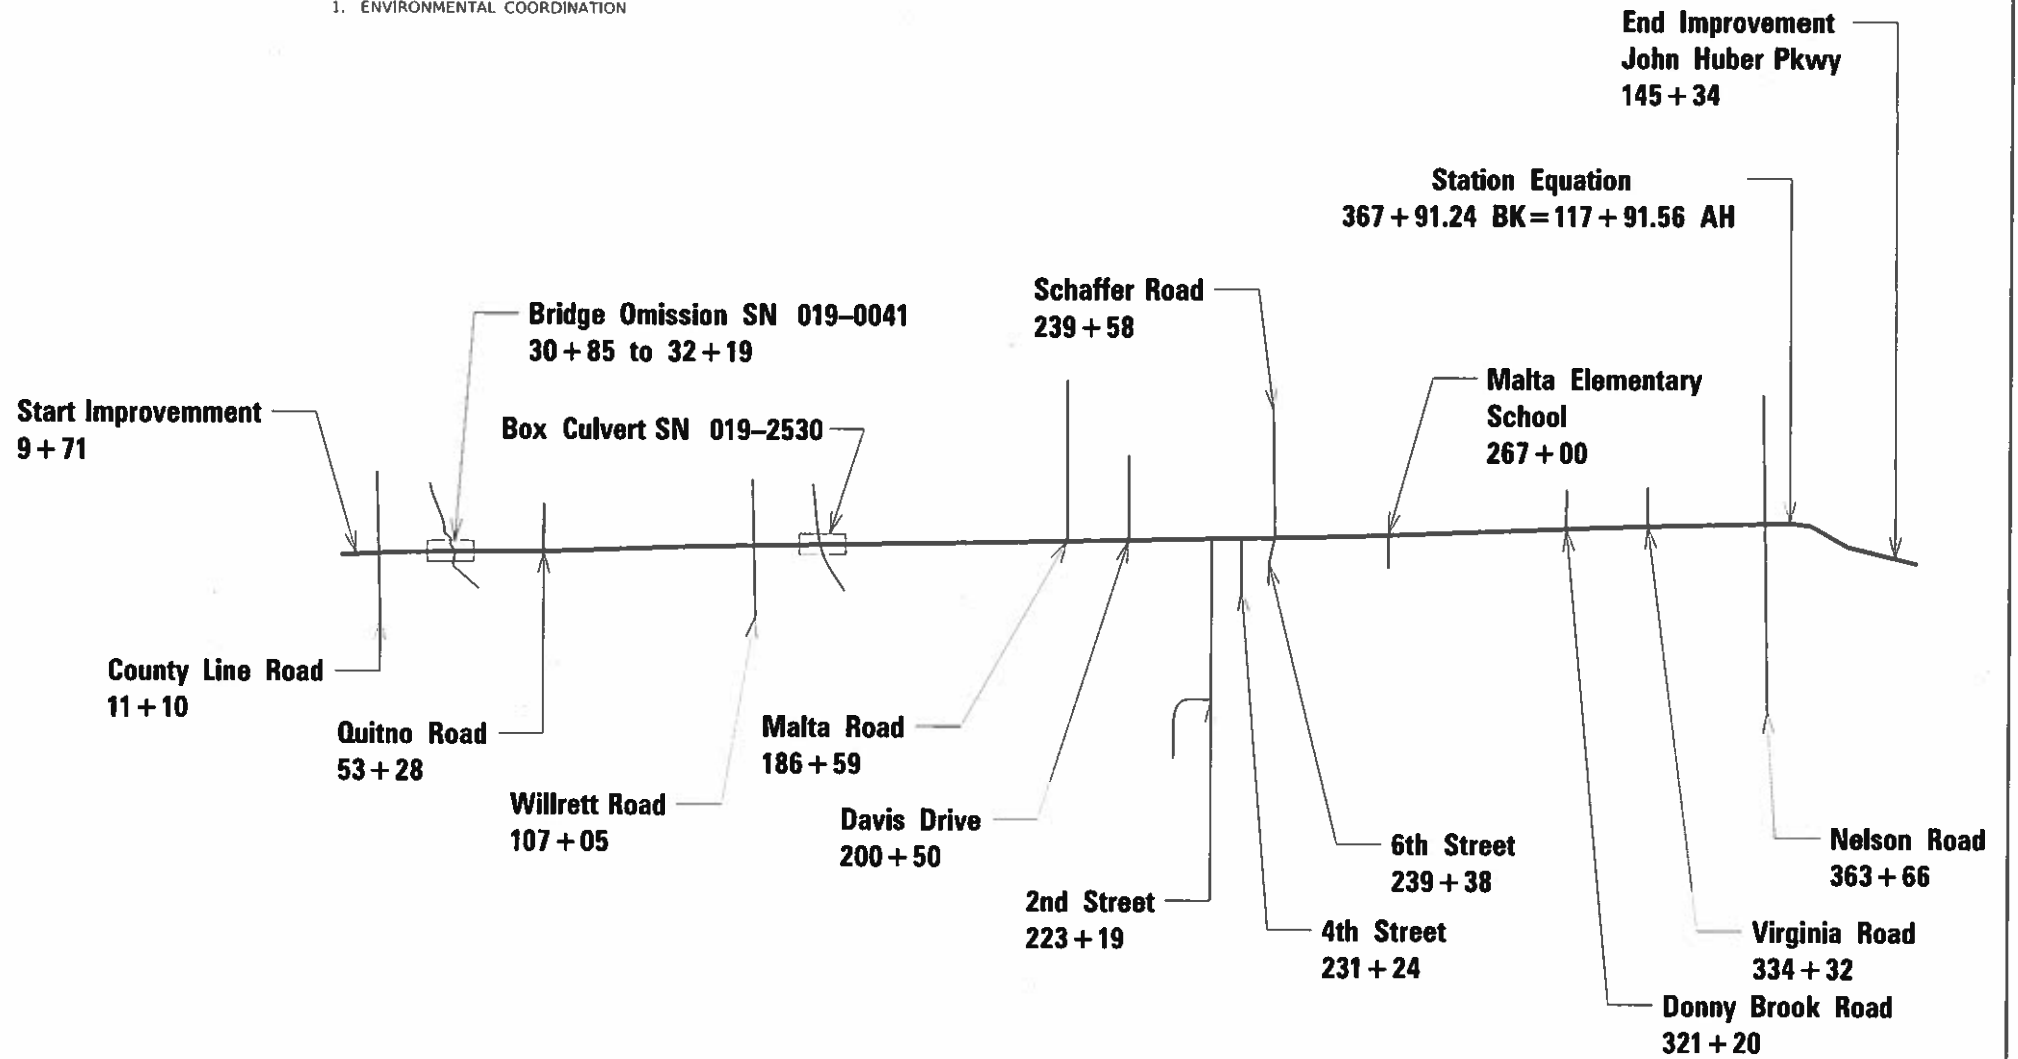 1. ENVIRONMENTAL COORDINATION
End Improvement
John Huber Pkwy
145+34
Station Equation
367+91.24 BK=117+91.56 AH
Schaffer Road
239+58
Bridge Omission SN 019-0041
30+85 to 32+19
Malta Elementary
School
267+00
Start Improvemment
9+71
Box Culvert SN 019-2530
County Line Road
11+10
Quitno Road
53+28
Willrett Road
107+05
Malta Road
186+59
Davis Drive
200+50
2nd Street
223+19
4th Street
231+24
6th Street
239+38
Nelson Road
363+66
Virginia Road
334+32
Donny Brook Road
321+20